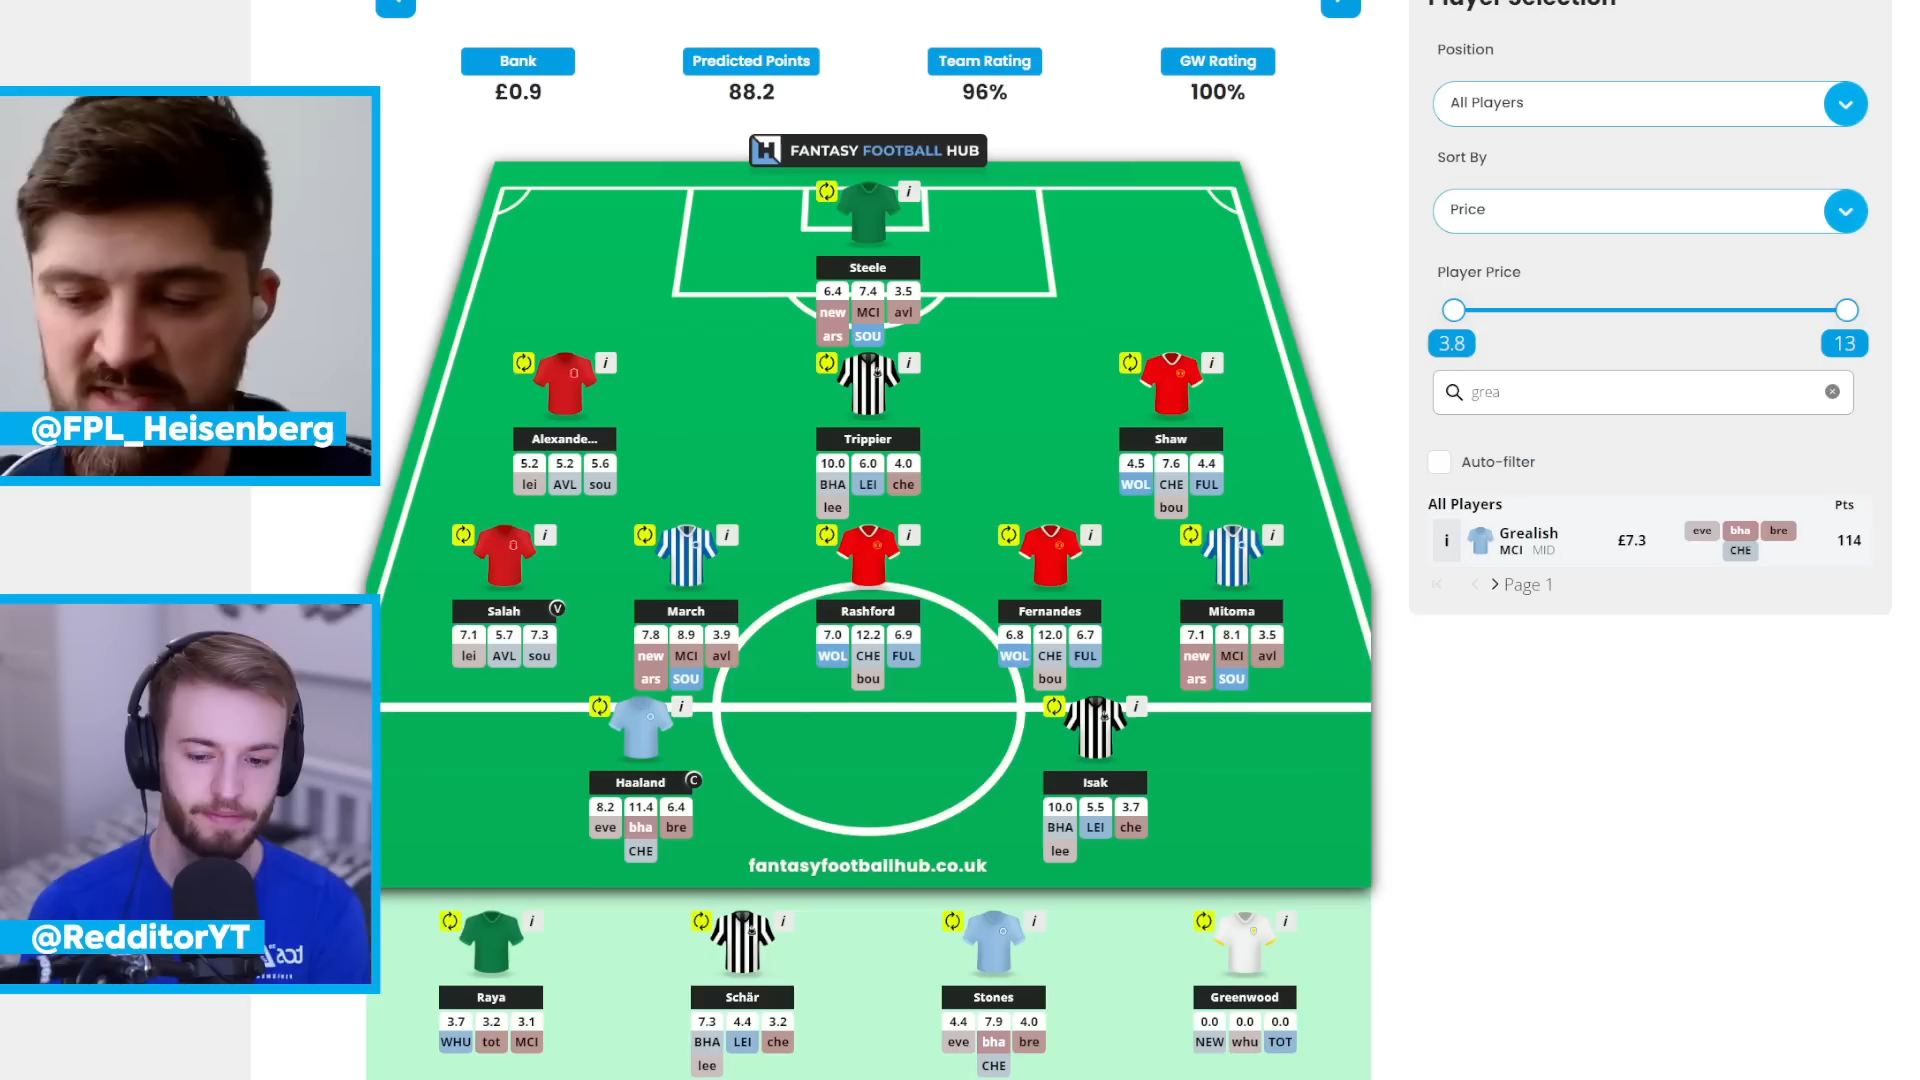 Player Selection
Bank
£0.9
Predicted Points
88.2
Team Rating
96%
GW Rating
100%
FANTASY FOOTBALL HUB
i
Steele
6.4 7.4 3.5
new MCI avl
ars SOU
i i i
Alexande... Trippier Shaw
5.2 5.2 5.6 10.0 6.0 4.0 4.5 7.6 4.4
lei AVL sou BHA LEI che WOL CHE FUL
lee bou
i i i i i
Salah V March Rashford Fernandes Mitoma
7.1 5.7 7.3 7.8 8.9 3.9 7.0 12.2 6.9 6.8 12.0 6.7 7.1 8.1 3.5
lei AVL sou new MCI avl WOL CHE FUL WOL CHE FUL new MCI avl
ars SOU bou bou ars SOU
i i
Haaland C Isak
8.2 11.4 6.4 10.0 5.5 3.7
eve bha bre BHA LEI che
CHE lee
fantasyfootballhub.co.uk
i i i i
Raya Schär Stones Greenwood
3.7 3.2 3.1 7.3 4.4 3.2 4.4 7.9 4.0 0.0 0.0 0.0
WHU tot MCI BHA LEI che eve bha bre NEW whu TOT
lee CHE
@FPL_Heisenberg
@RedditorYT
Position
All Players
Sort By
Price
Player Price
3.8 13
grea
Auto-filter
All Players Pts
i Grealish £7.3 eve bha bre 114
MCI MID CHE
Page 1